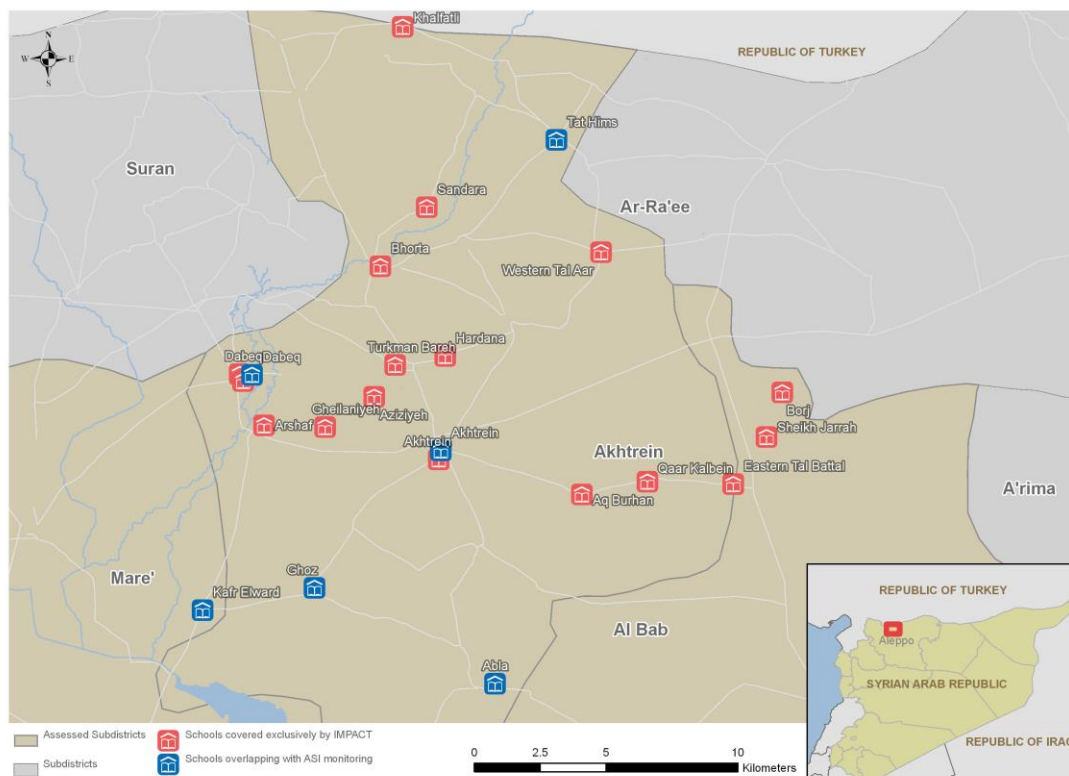 Khalfatli
REPUBLIC OF TURKEY
N
W E
S
Tat Hims
Suran
Sandara
Ar-Ra'ee
Bhorta
Western Tal Aar
Hardana
Turkman Bareh
Dabeq Dabeq
Borj
Gheilaniyeh
Aziziyeh
Arshaf
Sheikh Jarrah
Akhtrein
Akhtrein
Akhtrein
Qaar Kalbein
Eastern Tal Battal
A'rima
Aq Burhan
Mare'
Ghoz
Kafr Elward
Al Bab
Abla
REPUBLIC OF TURKEY
Aleppo
SYRIAN ARAB REPUBLIC
REPUBLIC OF IRAQ
Assessed Subdistricts
Schools covered exclusively by IMPACT
Subdistricts
Schools overlapping with ASI monitoring
0 2.5 5 10
Kilometers